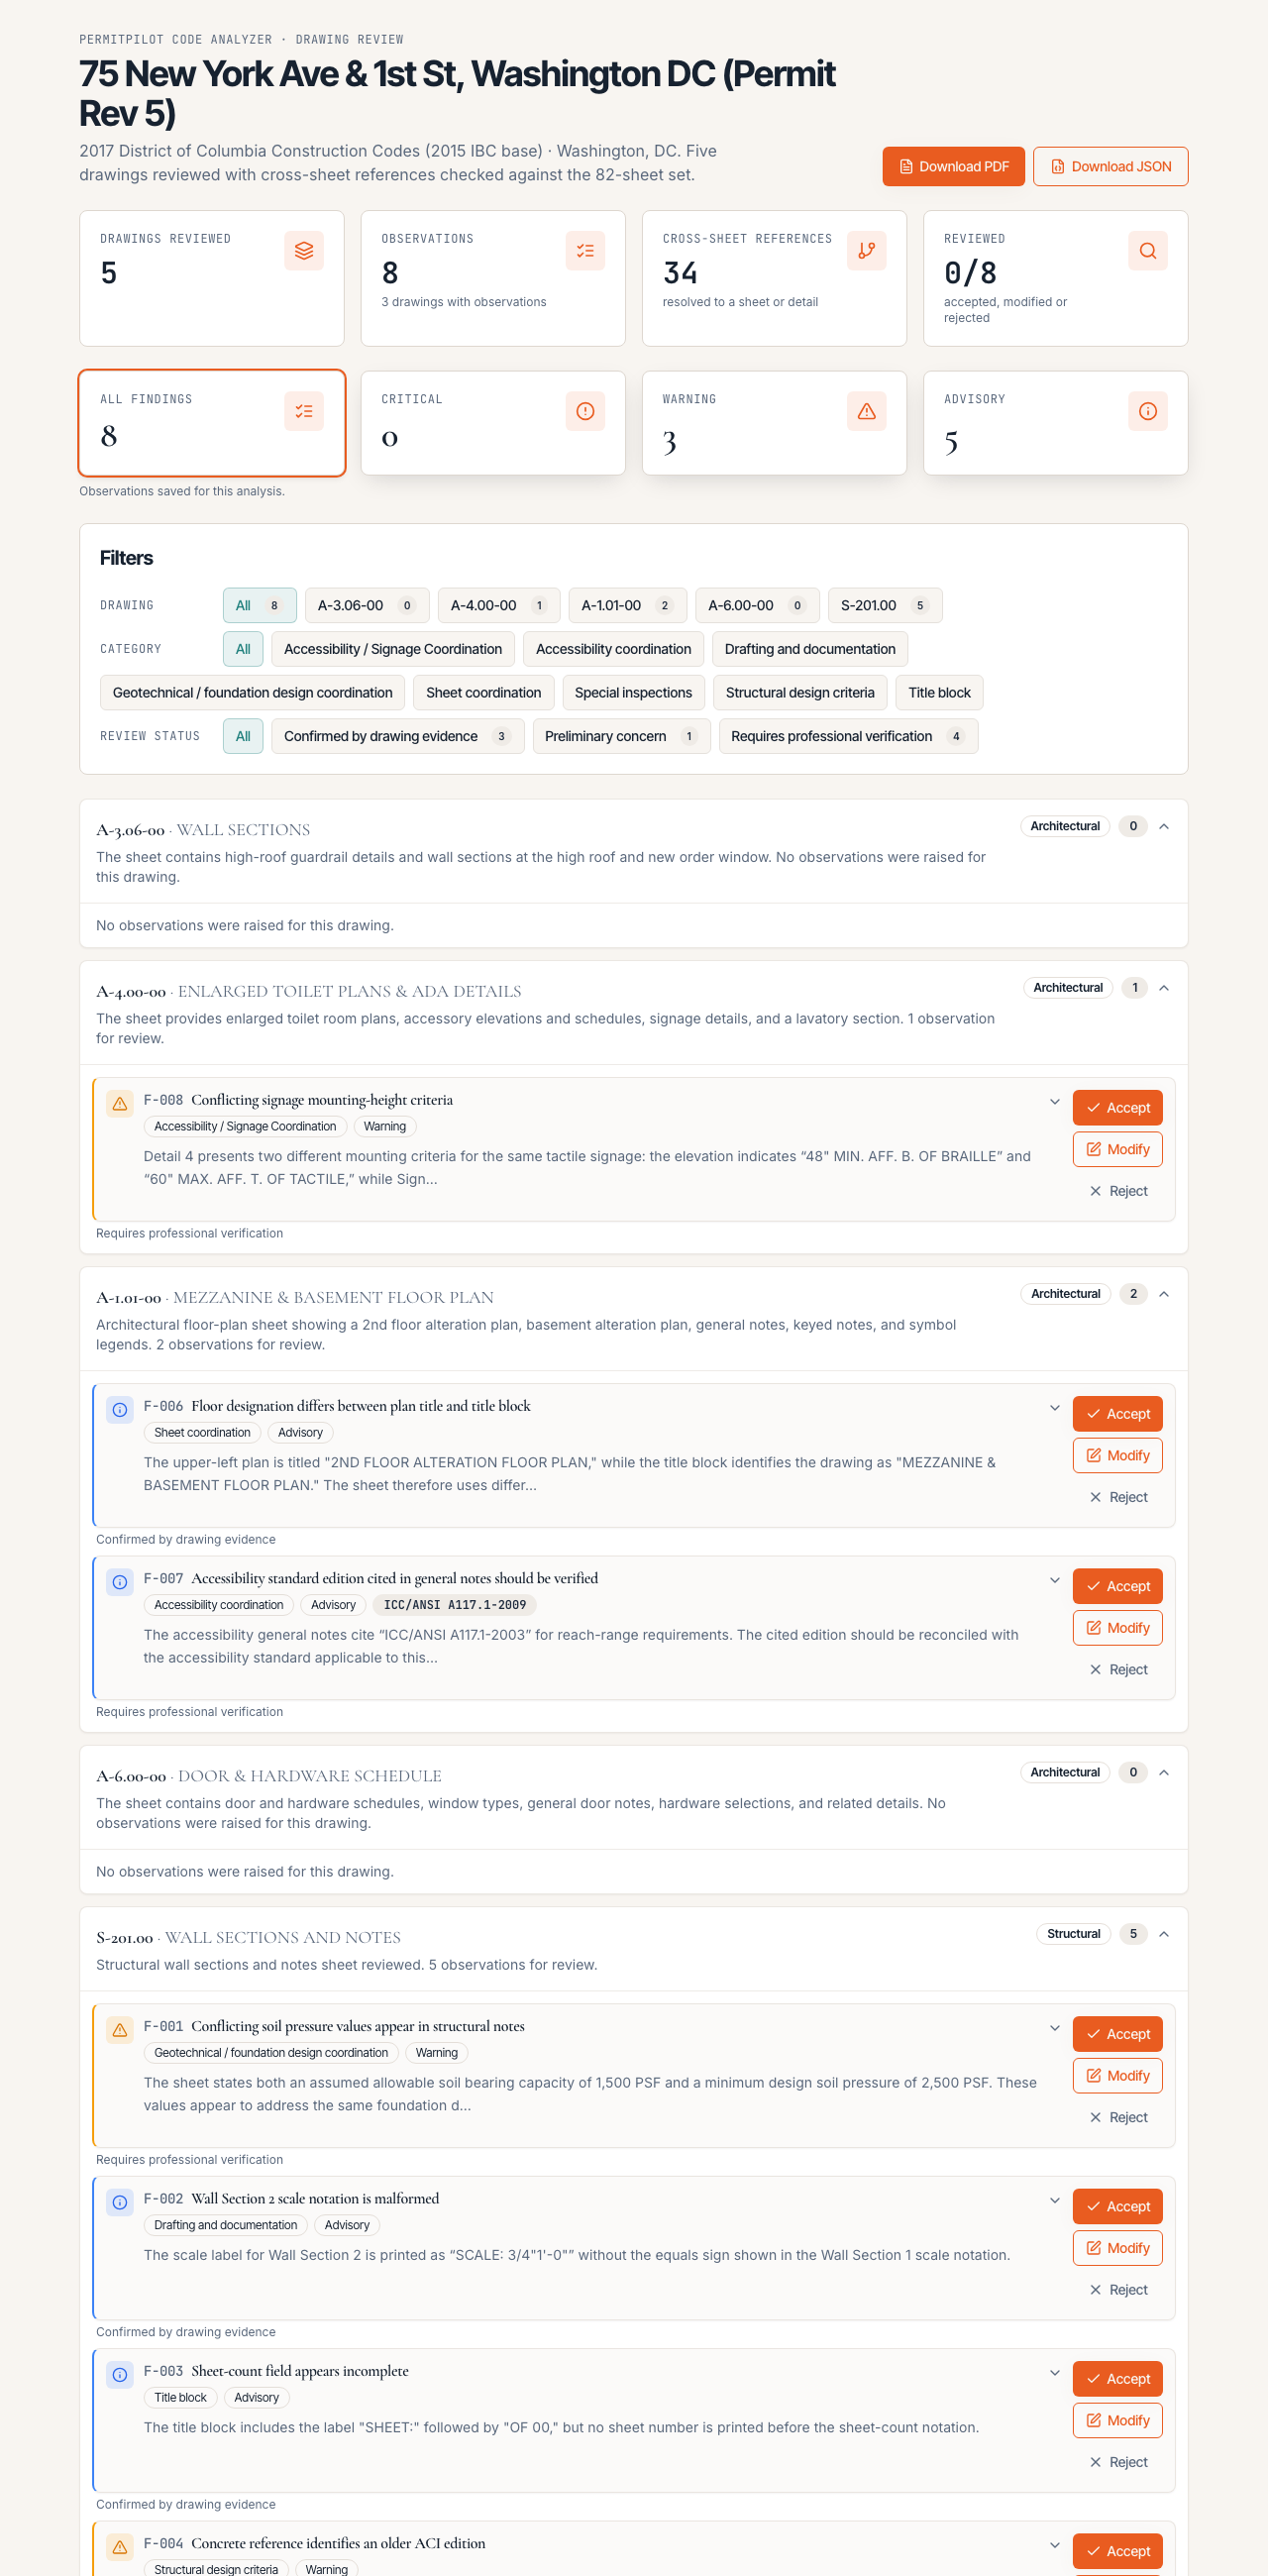 PERMITPILOT CODE ANALYZER · DRAWING REVIEW
75 New York Ave & 1st St, Washington DC (Permit
Rev 5)
2017 District of Columbia Construction Codes (2015 IBC base) · Washington, DC. Five
drawings reviewed with cross-sheet references checked against the 82-sheet set.
Download PDF
Download JSON
DRAWINGS REVIEWED
5
OBSERVATIONS
8
3 drawings with observations
CROSS-SHEET REFERENCES
34
resolved to a sheet or detail
REVIEWED
0/8
accepted, modified or
rejected
ALL FINDINGS
8
CRITICAL
0
WARNING
3
ADVISORY
5
Observations saved for this analysis.
Filters
DRAWING All 8 A-3.06-00 0 A-4.00-00 1 A-1.01-00 2 A-6.00-00 0 S-201.00 5
CATEGORY All Accessibility / Signage Coordination Accessibility coordination Drafting and documentation
Geotechnical / foundation design coordination Sheet coordination Special inspections Structural design criteria Title block
REVIEW STATUS All Confirmed by drawing evidence 3 Preliminary concern 1 Requires professional verification 4
A-3.06-00 · WALL SECTIONS
Architectural 0
The sheet contains high-roof guardrail details and wall sections at the high roof and new order window. No observations were raised for
this drawing.
No observations were raised for this drawing.
A-4.00-00 · ENLARGED TOILET PLANS & ADA DETAILS
Architectural 1
The sheet provides enlarged toilet room plans, accessory elevations and schedules, signage details, and a lavatory section. 1 observation
for review.
F-008 Conflicting signage mounting-height criteria
Accessibility / Signage Coordination Warning
Detail 4 presents two different mounting criteria for the same tactile signage: the elevation indicates “48" MIN. AFF. B. OF BRAILLE” and
“60" MAX. AFF. T. OF TACTILE,” while Sign...
Accept
Modify
Reject
Requires professional verification
A-1.01-00 · MEZZANINE & BASEMENT FLOOR PLAN
Architectural 2
Architectural floor-plan sheet showing a 2nd floor alteration plan, basement alteration plan, general notes, keyed notes, and symbol
legends. 2 observations for review.
F-006 Floor designation differs between plan title and title block
Sheet coordination Advisory
The upper-left plan is titled "2ND FLOOR ALTERATION FLOOR PLAN," while the title block identifies the drawing as "MEZZANINE &
BASEMENT FLOOR PLAN." The sheet therefore uses differ...
Accept
Modify
Reject
Confirmed by drawing evidence
F-007 Accessibility standard edition cited in general notes should be verified
Accessibility coordination Advisory ICC/ANSI A117.1-2009
The accessibility general notes cite “ICC/ANSI A117.1-2003” for reach-range requirements. The cited edition should be reconciled with
the accessibility standard applicable to this...
Accept
Modify
Reject
Requires professional verification
A-6.00-00 · DOOR & HARDWARE SCHEDULE
Architectural 0
The sheet contains door and hardware schedules, window types, general door notes, hardware selections, and related details. No
observations were raised for this drawing.
No observations were raised for this drawing.
S-201.00 · WALL SECTIONS AND NOTES
Structural 5
Structural wall sections and notes sheet reviewed. 5 observations for review.
F-001 Conflicting soil pressure values appear in structural notes
Geotechnical / foundation design coordination Warning
The sheet states both an assumed allowable soil bearing capacity of 1,500 PSF and a minimum design soil pressure of 2,500 PSF. These
values appear to address the same foundation d...
Accept
Modify
Reject
Requires professional verification
F-002 Wall Section 2 scale notation is malformed
Drafting and documentation Advisory
The scale label for Wall Section 2 is printed as “SCALE: 3/4"1'-0"” without the equals sign shown in the Wall Section 1 scale notation.
Accept
Modify
Reject
Confirmed by drawing evidence
F-003 Sheet-count field appears incomplete
Title block Advisory
The title block includes the label "SHEET:" followed by "OF 00," but no sheet number is printed before the sheet-count notation.
Accept
Modify
Reject
Confirmed by drawing evidence
F-004 Concrete reference identifies an older ACI edition
Structural design criteria Warning
Accept